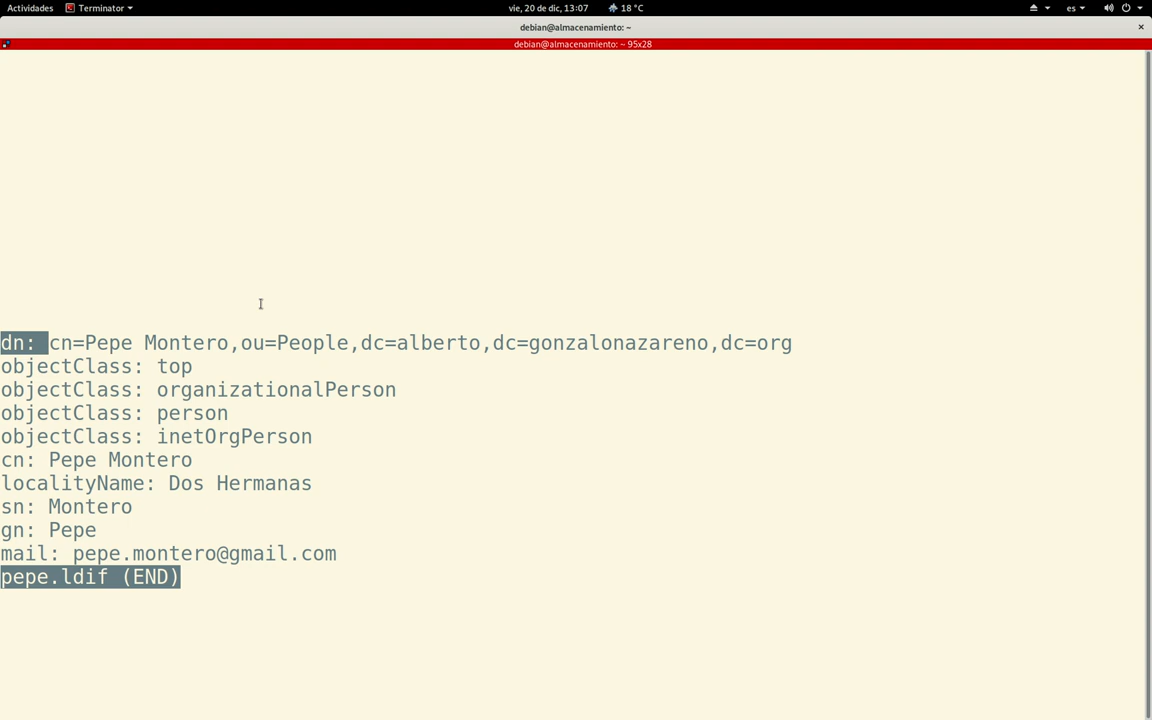 Actividades Terminator vie, 20 de dic, 13:07 18 °C es
debian@almacenamiento: ~
debian@almacenamiento: ~ 95x28
dn: cn=Pepe Montero,ou=People,dc=alberto,dc=gonzalonazareno,dc=org
objectClass: top
objectClass: organizationalPerson
objectClass: person
objectClass: inetOrgPerson
cn: Pepe Montero
localityName: Dos Hermanas
sn: Montero
gn: Pepe
mail: pepe.montero@gmail.com
pepe.ldif (END)